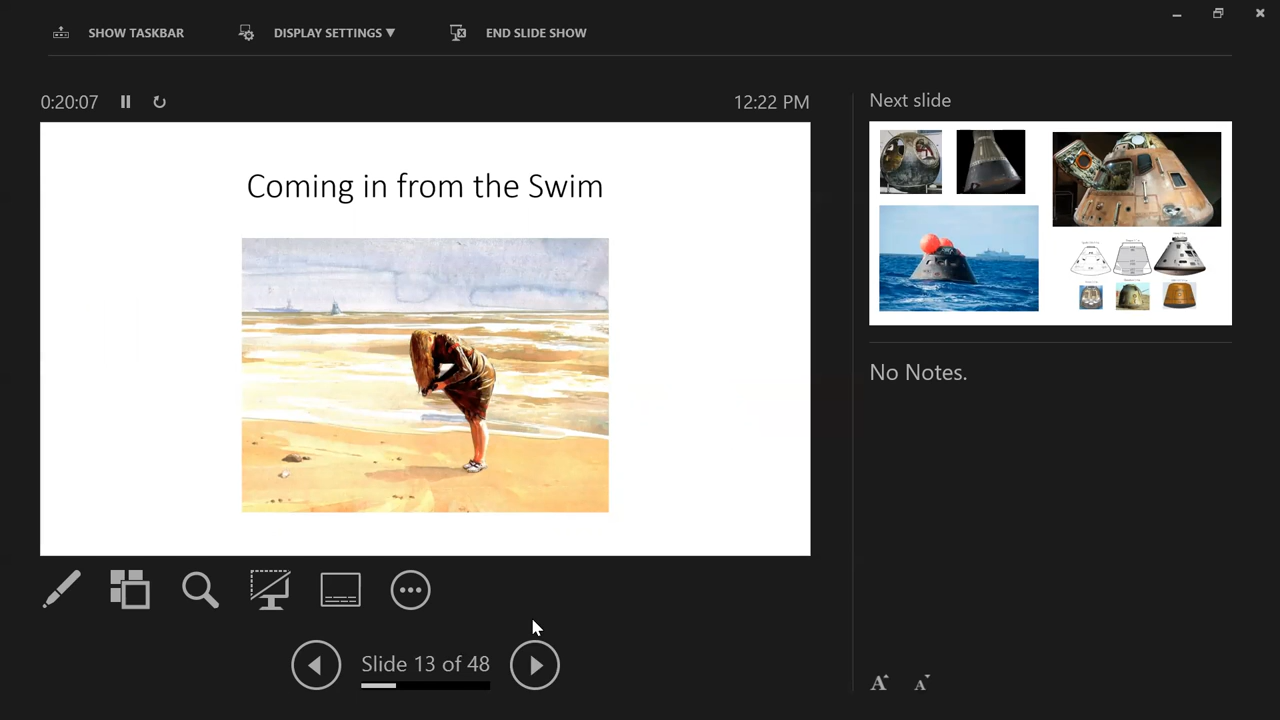 SHOW TASKBAR
DISPLAY SETTINGS ▼
END SLIDE SHOW
0:20:07
12:22 PM
Next slide
Coming in from the Swim
No Notes.
Slide 13 of 48
A A